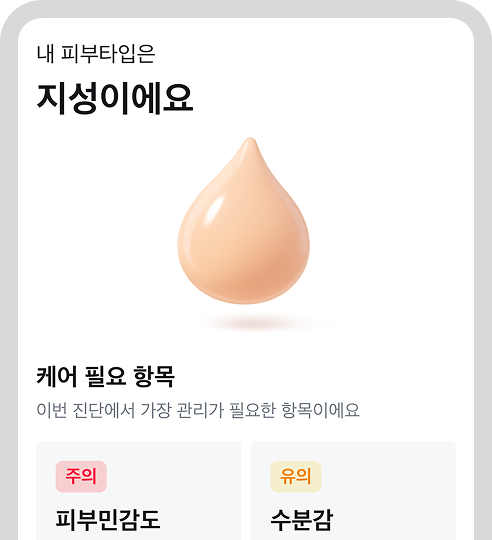 내 피부타입은
지성이에요
케어 필요 항목
이번 진단에서 가장 관리가 필요한 항목이에요
주의
유의
피부민감도
수분감